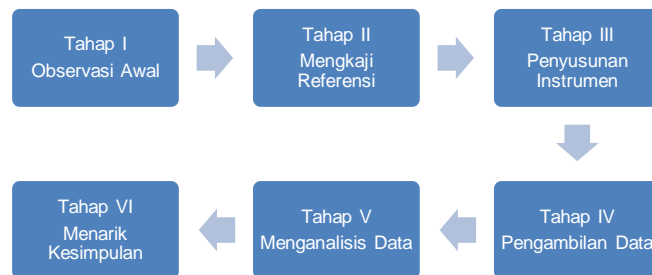 Tahap I
Observasi Awal
Tahap II
Mengkaji
Referensi
Tahap III
Penyusunan
Instrumen
Tahap IV
Pengambilan Data
Tahap V
Menganalisis Data
Tahap VI
Menarik
Kesimpulan